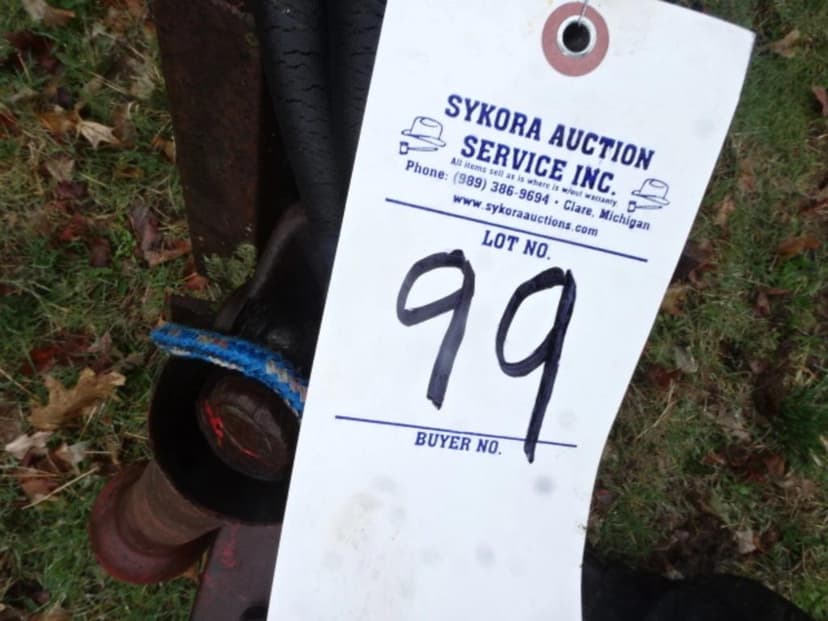 SYKORA AUCTION
SERVICE INC.
All items sell as is where is w/out warranty.
Phone: (989) 386-9694 • Clare, Michigan
www.sykoraauctions.com
LOT NO.
99
BUYER NO.